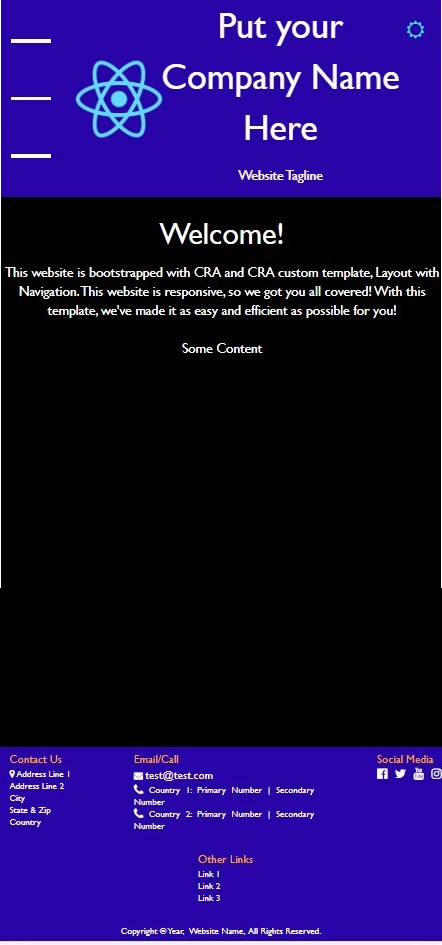 Put your
Company Name
Here
Website Tagline
Welcome!
This website is bootstrapped with CRA and CRA custom template, Layout with
Navigation. This website is responsive, so we got you all covered! With this
template, we've made it as easy and efficient as possible for you!
Some Content
Contact Us
Address Line 1
Address Line 2
City
State & Zip
Country
Email/Call
test@test.com
Country 1: Primary Number | Secondary
Number
Country 2: Primary Number | Secondary
Number
Social Media
You
Tube
Other Links
Link 1
Link 2
Link 3
Copyright ©Year, Website Name, All Rights Reserved.